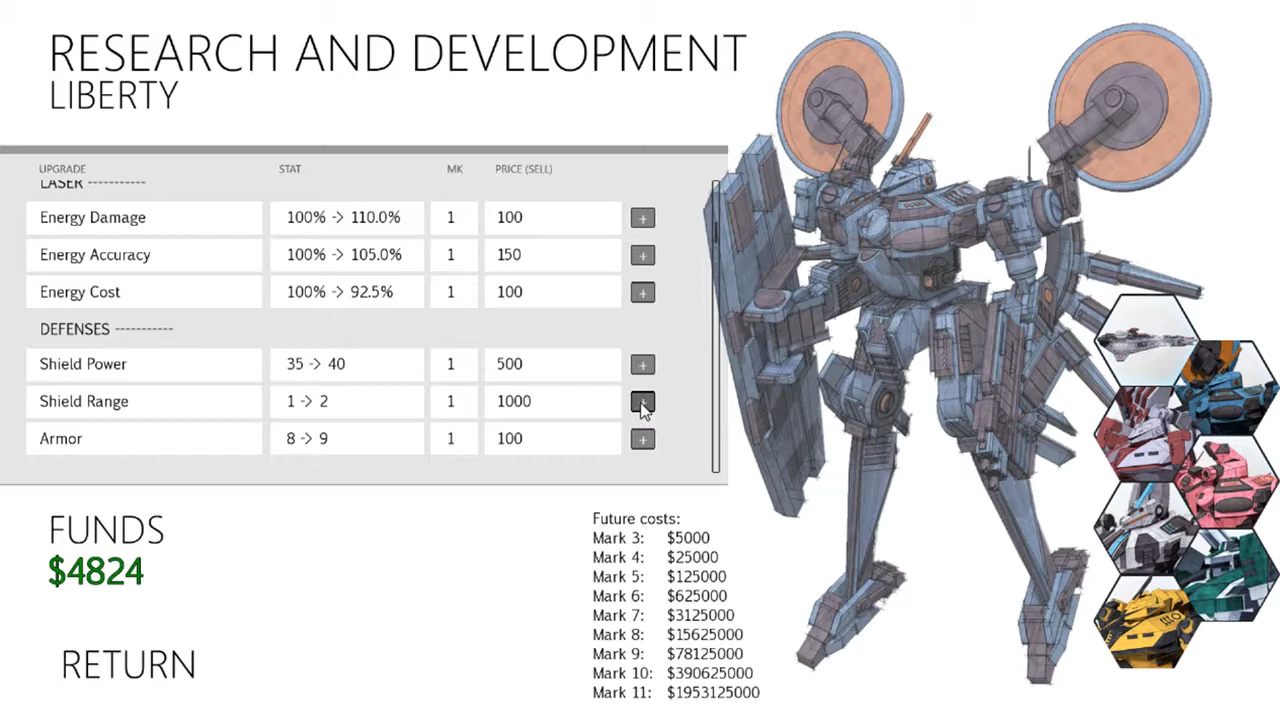 RESEARCH AND DEVELOPMENT
LIBERTY
UPGRADE STAT MK PRICE (SELL)
LASER -----------
Energy Damage 100% -> 110.0% 1 100 +
Energy Accuracy 100% -> 105.0% 1 150 +
Energy Cost 100% -> 92.5% 1 100 +
DEFENSES -----------
Shield Power 35 -> 40 1 500 +
Shield Range 1 -> 2 1 1000 +
Armor 8 -> 9 1 100 +
FUNDS
$4824
RETURN
Future costs:
Mark 3: $5000
Mark 4: $25000
Mark 5: $125000
Mark 6: $625000
Mark 7: $3125000
Mark 8: $15625000
Mark 9: $78125000
Mark 10: $390625000
Mark 11: $1953125000